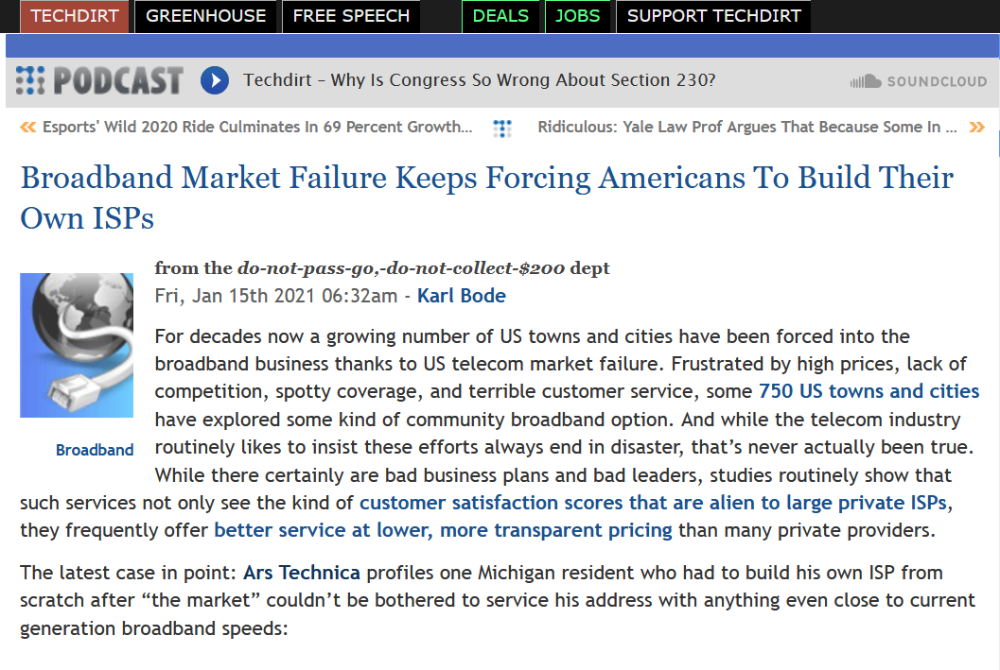 TECHDIRT GREENHOUSE FREE SPEECH DEALS JOBS SUPPORT TECHDIRT
PODCAST Techdirt – Why Is Congress So Wrong About Section 230? SOUNDCLOUD
« Esports' Wild 2020 Ride Culminates In 69 Percent Growth... Ridiculous: Yale Law Prof Argues That Because Some In ... »
Broadband Market Failure Keeps Forcing Americans To Build Their
Own ISPs
from the do-not-pass-go,-do-not-collect-$200 dept
Fri, Jan 15th 2021 06:32am - Karl Bode
Broadband
For decades now a growing number of US towns and cities have been forced into the
broadband business thanks to US telecom market failure. Frustrated by high prices, lack of
competition, spotty coverage, and terrible customer service, some 750 US towns and cities
have explored some kind of community broadband option. And while the telecom industry
routinely likes to insist these efforts always end in disaster, that’s never actually been true.
While there certainly are bad business plans and bad leaders, studies routinely show that
such services not only see the kind of customer satisfaction scores that are alien to large private ISPs,
they frequently offer better service at lower, more transparent pricing than many private providers.
The latest case in point: Ars Technica profiles one Michigan resident who had to build his own ISP from
scratch after “the market” couldn’t be bothered to service his address with anything even close to current
generation broadband speeds: